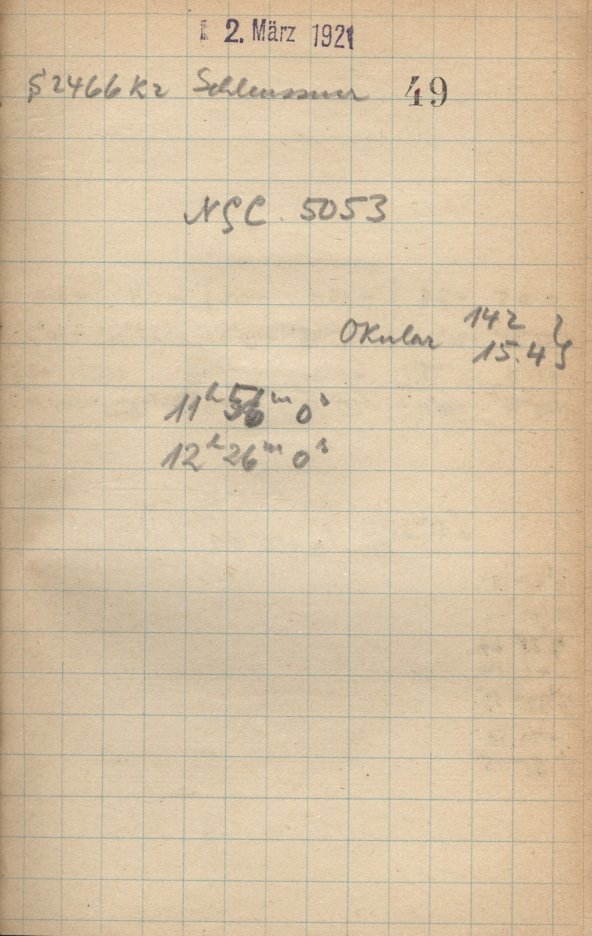 2. März 1921
S 2466 Kz Schleussner 49
NGC 5053
Okular 142
15.4
11ʰ 56ᵐ 0ˢ
12ʰ 26ᵐ 0ˢ